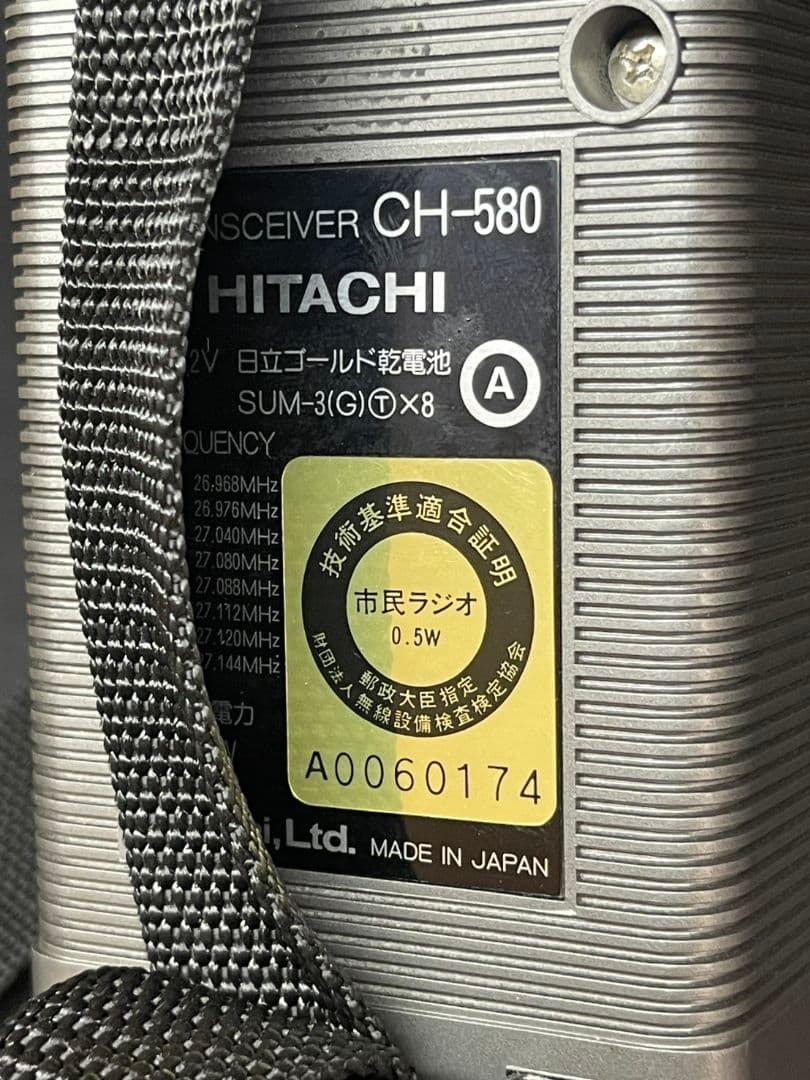 NSCEIVER CH-580
HITACHI
2V 日立ゴールド乾電池
SUM-3(G)Ⓣ×8
A
QUENCY
26.968MHz
26.976MHz
27.040MHz
27.080MHz
27.088MHz
27.112MHz
27.120MHz
27.144MHz
電力
技術基準適合証明
市民ラジオ
0.5W
郵政大臣指定
財団法人無線設備検査検定協会
A0060174
i,Ltd. MADE IN JAPAN